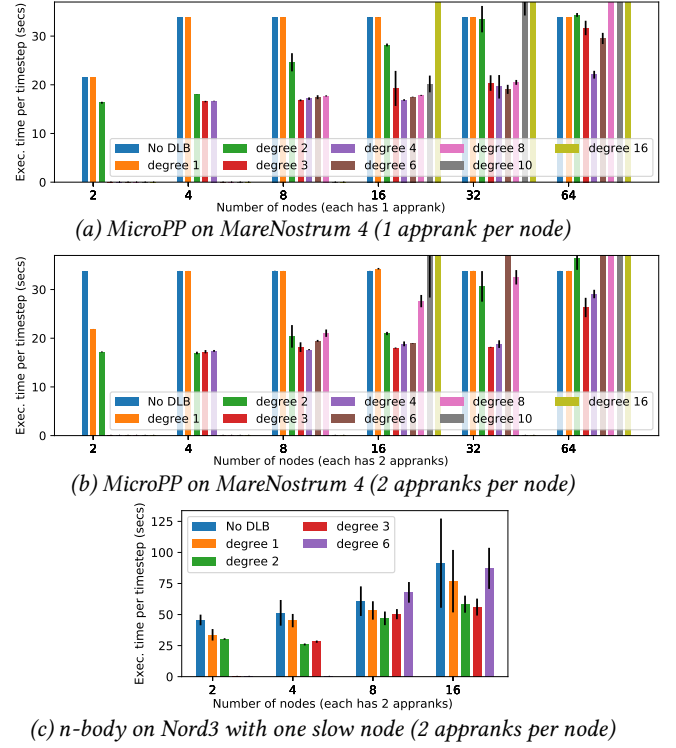 Exec. time per timestep (secs)
30
20
10
0
No DLB
degree 1
degree 2
degree 3
degree 4
degree 6
degree 8
degree 10
degree 16
2
4
8
16
32
64
Number of nodes (each has 1 apprank)
(a) MicroPP on MareNostrum 4 (1 apprank per node)
Exec. time per timestep (secs)
30
20
10
0
No DLB
degree 1
degree 2
degree 3
degree 4
degree 6
degree 8
degree 10
degree 16
2
4
8
16
32
64
Number of nodes (each has 2 appranks)
(b) MicroPP on MareNostrum 4 (2 appranks per node)
Exec. time per timestep (secs)
125
100
75
50
25
0
No DLB
degree 1
degree 2
degree 3
degree 6
2
4
8
16
Number of nodes (each has 2 appranks)
(c) n-body on Nord3 with one slow node (2 appranks per node)